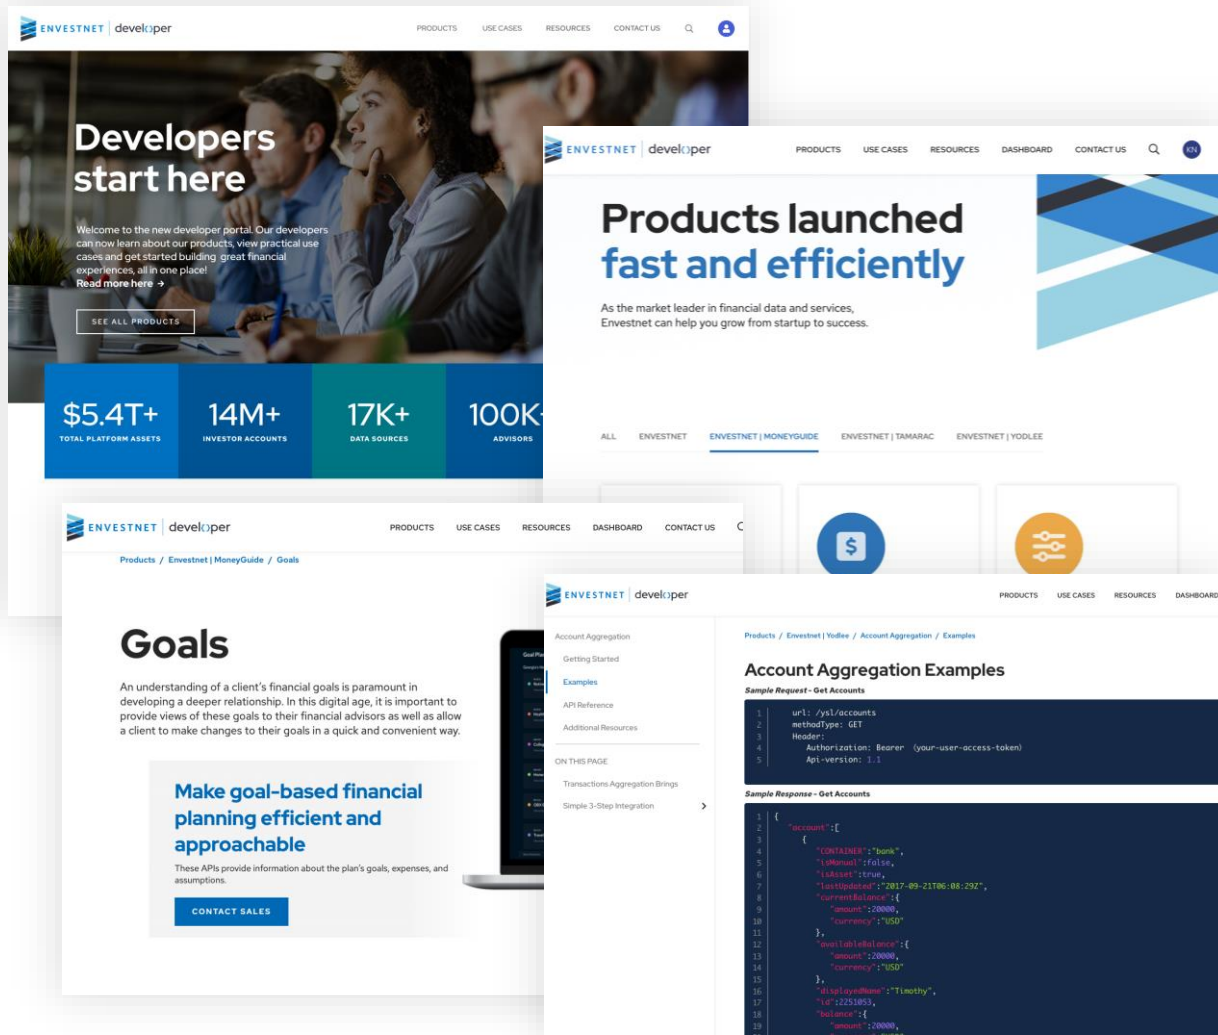 ENVESTNET developer
PRODUCTS USE CASES RESOURCES CONTACT US
Developers
start here
Welcome to the new developer portal. Our developers
can now learn about our products, view practical use
cases and get started building great financial
experiences, all in one place!
Read more here →
SEE ALL PRODUCTS
$5.4T+ 14M+ 17K+ 100K+
TOTAL PLATFORM ASSETS INVESTOR ACCOUNTS DATA SOURCES ADVISORS
ENVESTNET developer
PRODUCTS USE CASES RESOURCES DASHBOARD CONTACT US KN
Products launched
fast and efficiently
As the market leader in financial data and services,
Envestnet can help you grow from startup to success.
ALL ENVESTNET ENVESTNET | MONEYGUIDE ENVESTNET | TAMARAC ENVESTNET | YODLEE
$
ENVESTNET developer
PRODUCTS USE CASES RESOURCES DASHBOARD CONTACT US
Products / Envestnet | MoneyGuide / Goals
Goals
An understanding of a client's financial goals is paramount in
developing a deeper relationship. In this digital age, it is important to
provide views of these goals to their financial advisors as well as allow
a client to make changes to their goals in a quick and convenient way.
Make goal-based financial
planning efficient and
approachable
These APIs provide information about the plan's goals, expenses, and
assumptions.
CONTACT SALES
ENVESTNET developer
PRODUCTS USE CASES RESOURCES DASHBOARD
Account Aggregation
Getting Started
Examples
API Reference
Additional Resources
ON THIS PAGE
Transactions Aggregation Brings
Simple 3-Step Integration
Products / Envestnet | Yodlee / Account Aggregation / Examples
Account Aggregation Examples
Sample Request - Get Accounts
1 url: /ysl/accounts
2 methodType: GET
3 Header:
4 Authorization: Bearer (your-user-access-token)
5 Api-version: 1.1
Sample Response - Get Accounts
1 {
2 "account":[
3 {
4 "CONTAINER":"bank",
5 "isManual":false,
6 "isAsset":true,
7 "lastUpdated":"2017-09-21T06:08:29Z",
8 "currentBalance":{
9 "amount":20000,
10 "currency":"USD"
11 },
12 "availableBalance":{
13 "amount":20000,
14 "currency":"USD"
15 },
16 "displayedName":"Timothy",
17 "id":2251053,
18 "balance":{
19 "amount":20000,